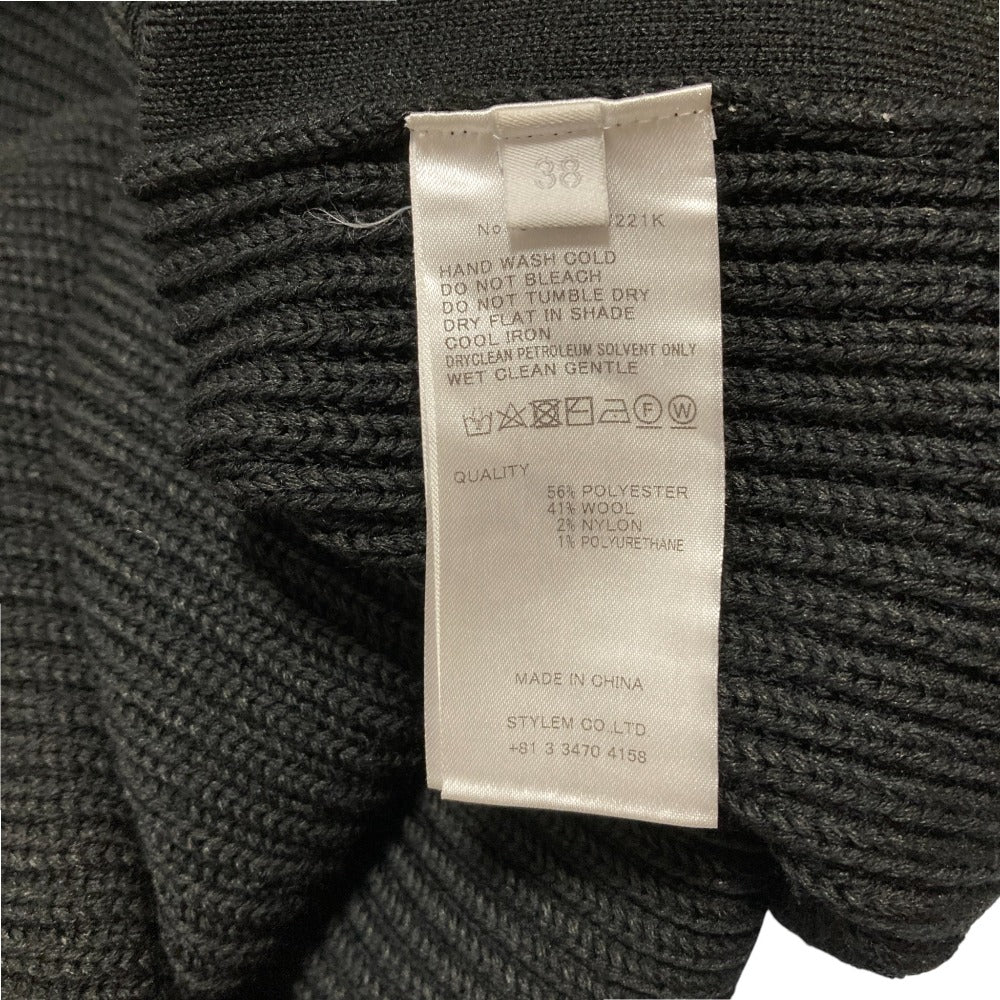 38
No. 221K
HAND WASH COLD
DO NOT BLEACH
DO NOT TUMBLE DRY
DRY FLAT IN SHADE
COOL IRON
DRYCLEAN PETROLEUM SOLVENT ONLY
WET CLEAN GENTLE
F W
QUALITY
56% POLYESTER
41% WOOL
2% NYLON
1% POLYURETHANE
MADE IN CHINA
STYLEM CO.,LTD
+81 3 3470 4158